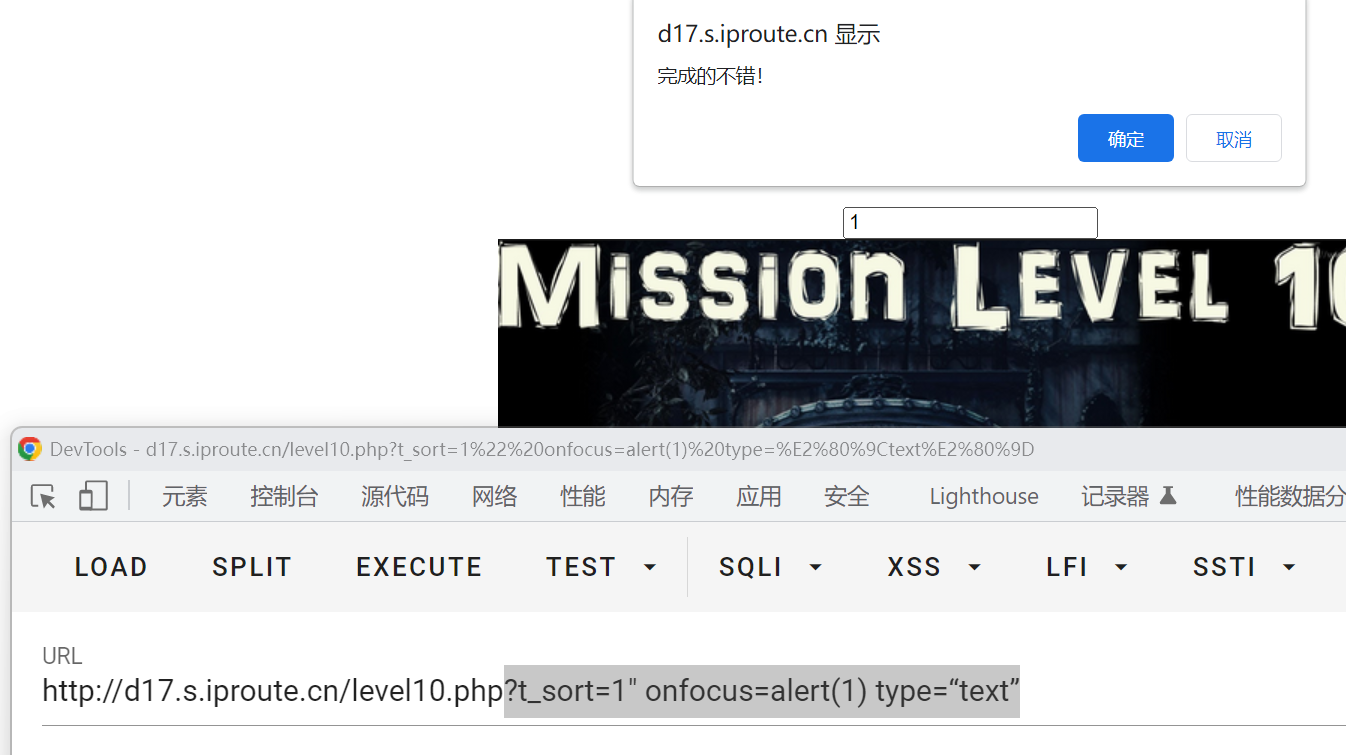 d17.s.iproute.cn 显示
完成的不错!
确定 取消
1
MISSION LEVEL 10
DevTools - d17.s.iproute.cn/level10.php?t_sort=1%22%20onfocus=alert(1)%20type=%E2%80%9Ctext%E2%80%9D
元素 控制台 源代码 网络 性能 内存 应用 安全 Lighthouse 记录器 性能数据分
LOAD SPLIT EXECUTE TEST SQLI XSS LFI SSTI
URL
http://d17.s.iproute.cn/level10.php?t_sort=1" onfocus=alert(1) type=“text”